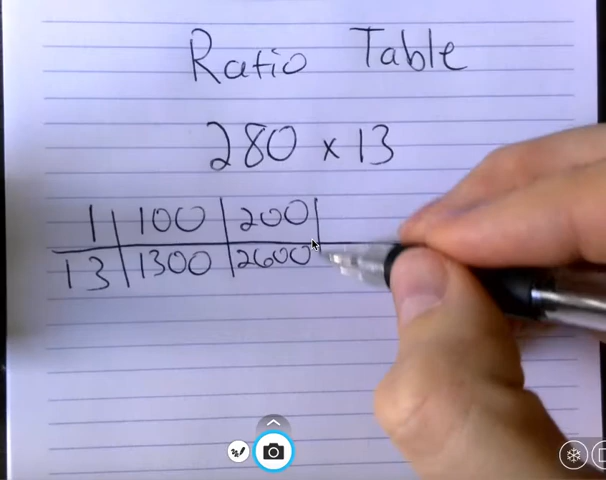 Ratio Table
280 x 13
1 | 100 | 200 |
13 | 1300 | 2600